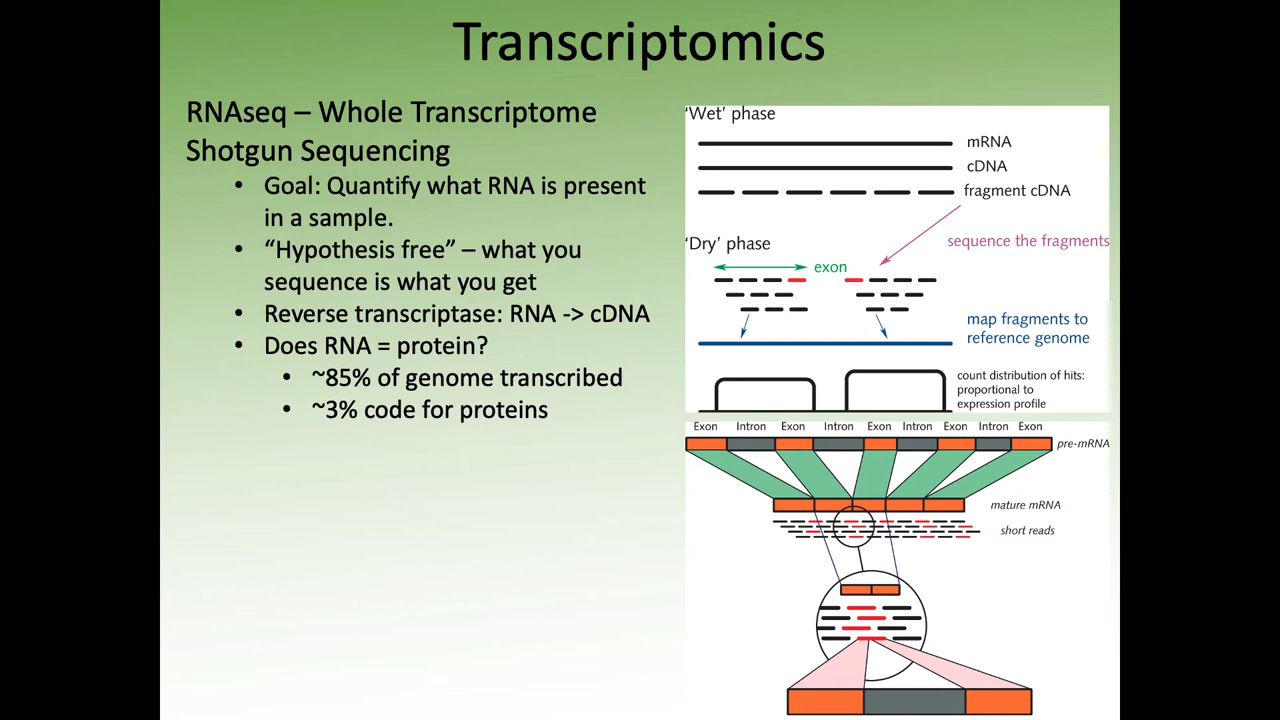 Transcriptomics
RNAseq – Whole Transcriptome
Shotgun Sequencing
• Goal: Quantify what RNA is present
in a sample.
• “Hypothesis free” – what you
sequence is what you get
• Reverse transcriptase: RNA -> cDNA
• Does RNA = protein?
• ~85% of genome transcribed
• ~3% code for proteins
‘Wet’ phase
mRNA
cDNA
fragment cDNA
‘Dry’ phase
sequence the fragments
exon
map fragments to
reference genome
count distribution of hits:
proportional to
expression profile
Exon Intron Exon Intron Exon Intron Exon Intron Exon
pre-mRNA
mature mRNA
short reads